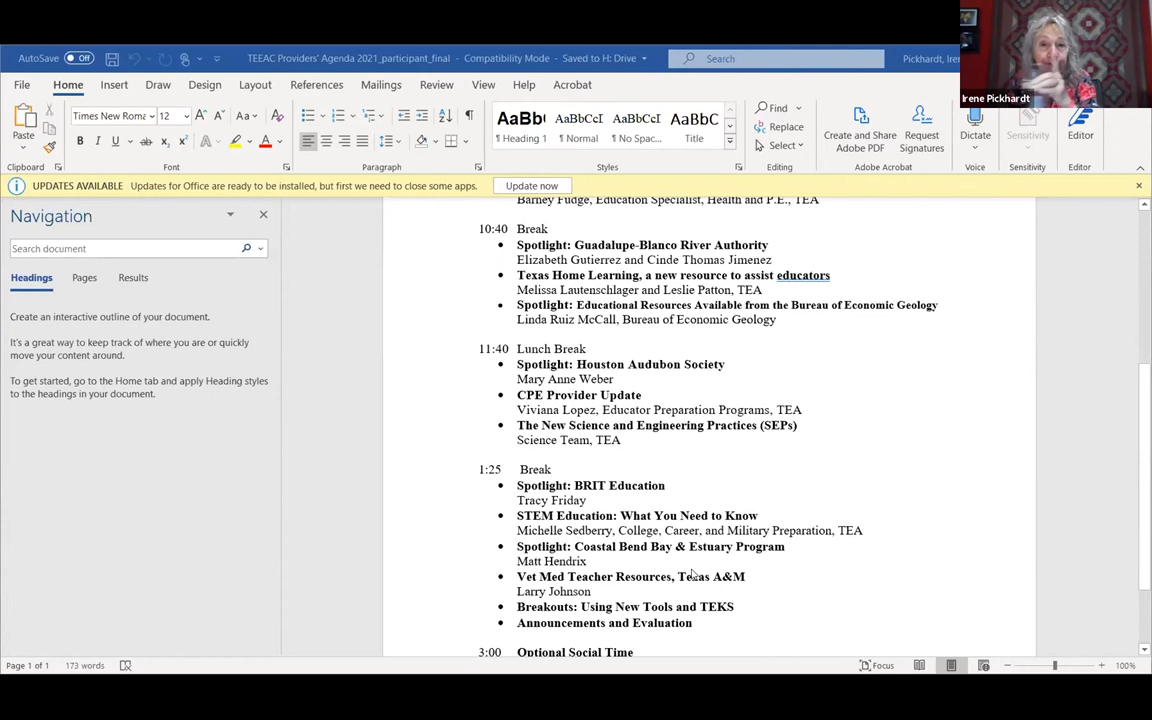 AutoSave Off
TEEAC Providers' Agenda 2021_participant_final - Compatibility Mode - Saved to H: Drive
Search
Pickhardt, Irene
Irene Pickhardt
File Home Insert Draw Design Layout References Mailings Review View Help Acrobat
Paste
Times New Roma 12
Aa
B I U ab x x A A
AaBbC AaBbCcI AaBbCcI AaBbC
Heading 1 Normal No Spac... Title
Find
Replace
Select
Create and Share Adobe PDF
Request Signatures
Dictate
Sensitivity
Editor
Clipboard Font Paragraph Styles Editing Adobe Acrobat Voice Sensitivity Editor
UPDATES AVAILABLE Updates for Office are ready to be installed, but first we need to close some apps. Update now
Navigation
Search document
Headings Pages Results
Create an interactive outline of your document.
It's a great way to keep track of where you are or quickly
move your content around.
To get started, go to the Home tab and apply Heading styles
to the headings in your document.
Barney Fudge, Education Specialist, Health and P.E., TEA
10:40 Break
• Spotlight: Guadalupe-Blanco River Authority
Elizabeth Gutierrez and Cinde Thomas Jimenez
• Texas Home Learning, a new resource to assist educators
Melissa Lautenschlager and Leslie Patton, TEA
• Spotlight: Educational Resources Available from the Bureau of Economic Geology
Linda Ruiz McCall, Bureau of Economic Geology
11:40 Lunch Break
• Spotlight: Houston Audubon Society
Mary Anne Weber
• CPE Provider Update
Viviana Lopez, Educator Preparation Programs, TEA
• The New Science and Engineering Practices (SEPs)
Science Team, TEA
1:25 Break
• Spotlight: BRIT Education
Tracy Friday
• STEM Education: What You Need to Know
Michelle Sedberry, College, Career, and Military Preparation, TEA
• Spotlight: Coastal Bend Bay & Estuary Program
Matt Hendrix
• Vet Med Teacher Resources, Texas A&M
Larry Johnson
• Breakouts: Using New Tools and TEKS
• Announcements and Evaluation
3:00 Optional Social Time
Page 1 of 1 173 words
Focus
100%